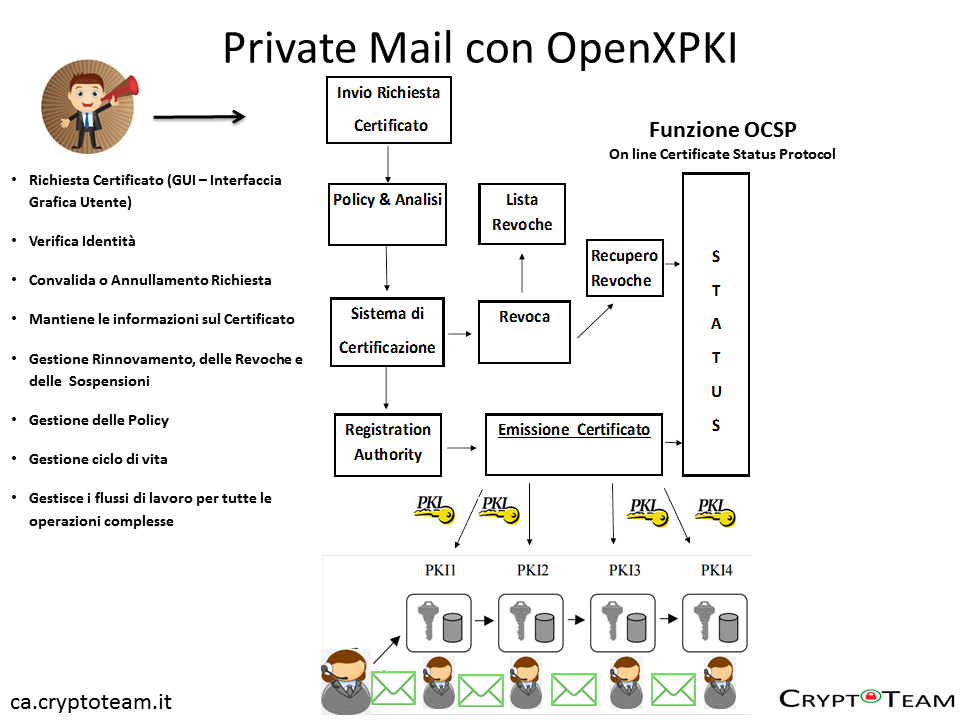 Private Mail con OpenXPKI
Invio Richiesta
Certificato
Funzione OCSP
On line Certificate Status Protocol
• Richiesta Certificato (GUI – Interfaccia
Grafica Utente)
• Verifica Identità
• Convalida o Annullamento Richiesta
• Mantiene le informazioni sul Certificato
• Gestione Rinnovamento, delle Revoche e
delle Sospensioni
• Gestione delle Policy
• Gestione ciclo di vita
• Gestisce i flussi di lavoro per tutte le
operazioni complesse
Policy & Analisi
Lista
Revoche
Recupero
Revoche
Sistema di
Certificazione
Revoca
S
T
A
T
U
S
Registration
Authority
Emissione Certificato
PKI
PKI
PKI
PKI
PKI1
PKI2
PKI3
PKI4
ca.cryptoteam.it
CRYPTOTEAM